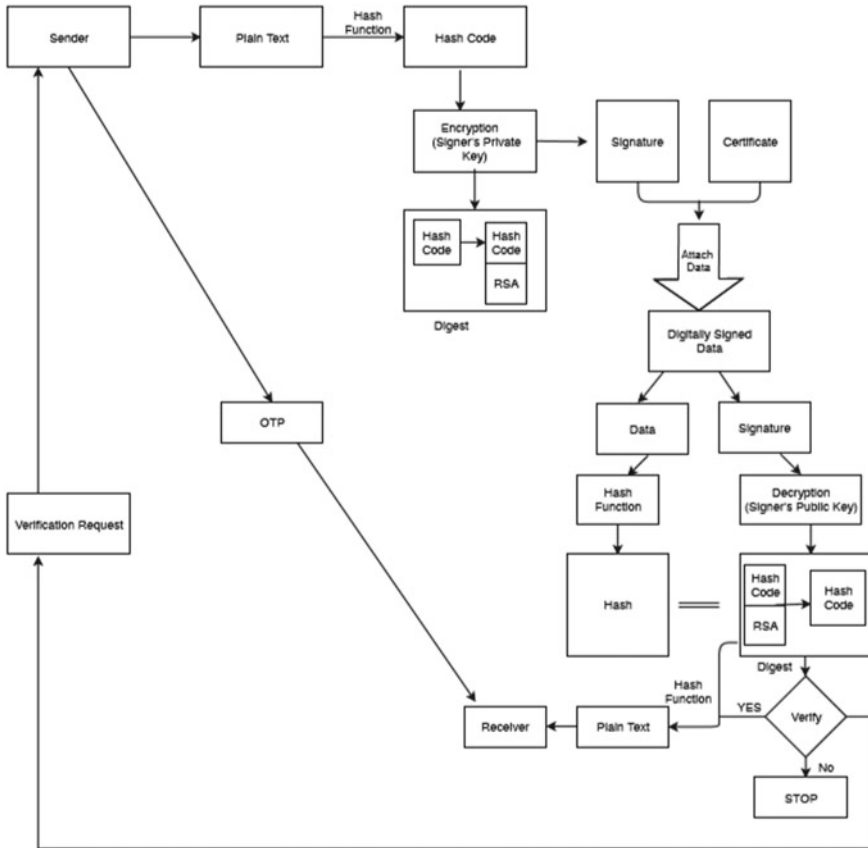 Sender
Plain Text
Hash
Function
Hash Code
Encryption
(Signer's Private
Key)
Signature
Certificate
Hash
Code
Hash
Code
RSA
Digest
Attach
Data
Digitally Signed
Data
OTP
Data
Signature
Verification Request
Hash
Function
Decryption
(Signer's Public Key)
Hash
Hash
Code
RSA
Hash
Code
Digest
Hash
Function
YES
Verify
Receiver
Plain Text
No
STOP